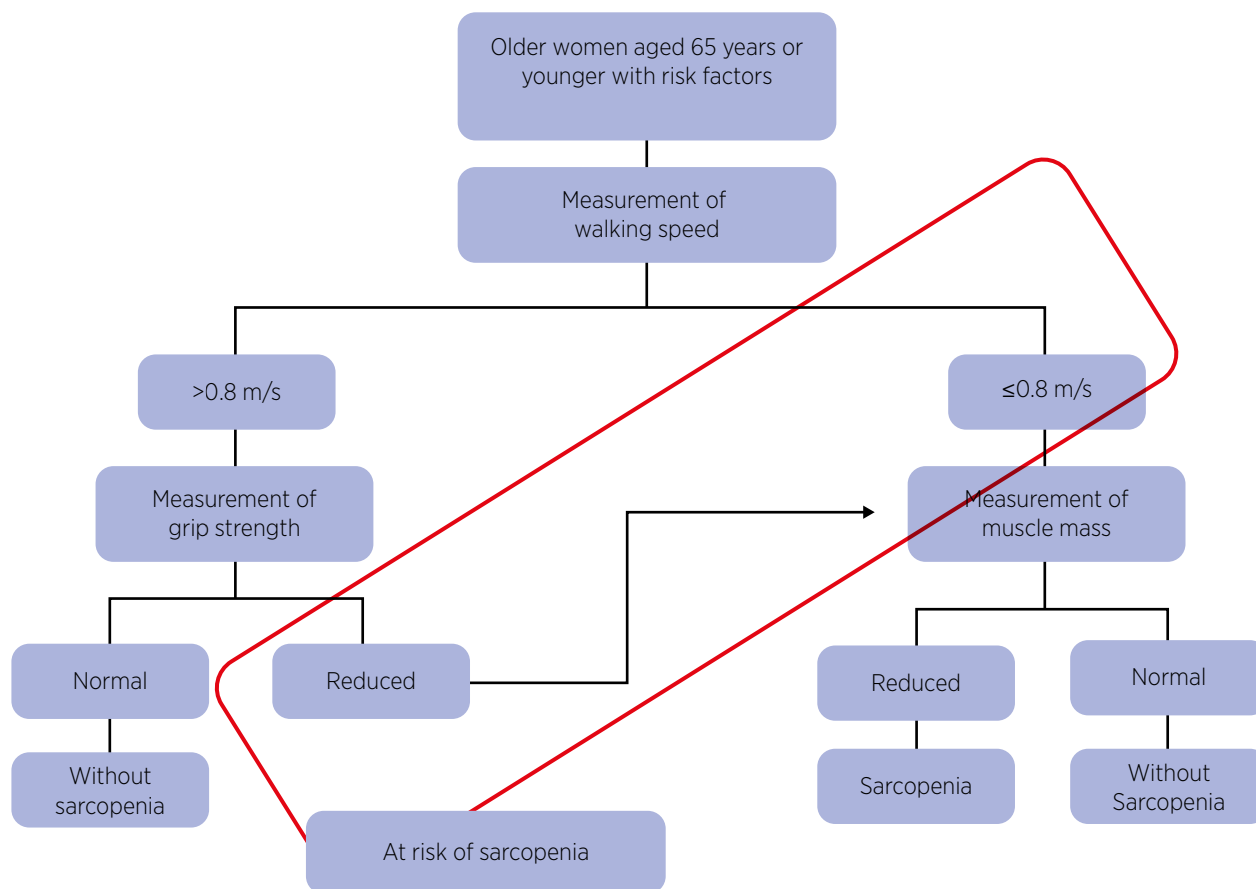 Older women aged 65 years or
younger with risk factors
Measurement of
walking speed
>0.8 m/s
≤0.8 m/s
Measurement of
grip strength
Measurement of
muscle mass
Normal
Reduced
Reduced
Normal
Without
sarcopenia
Sarcopenia
Without
Sarcopenia
At risk of sarcopenia